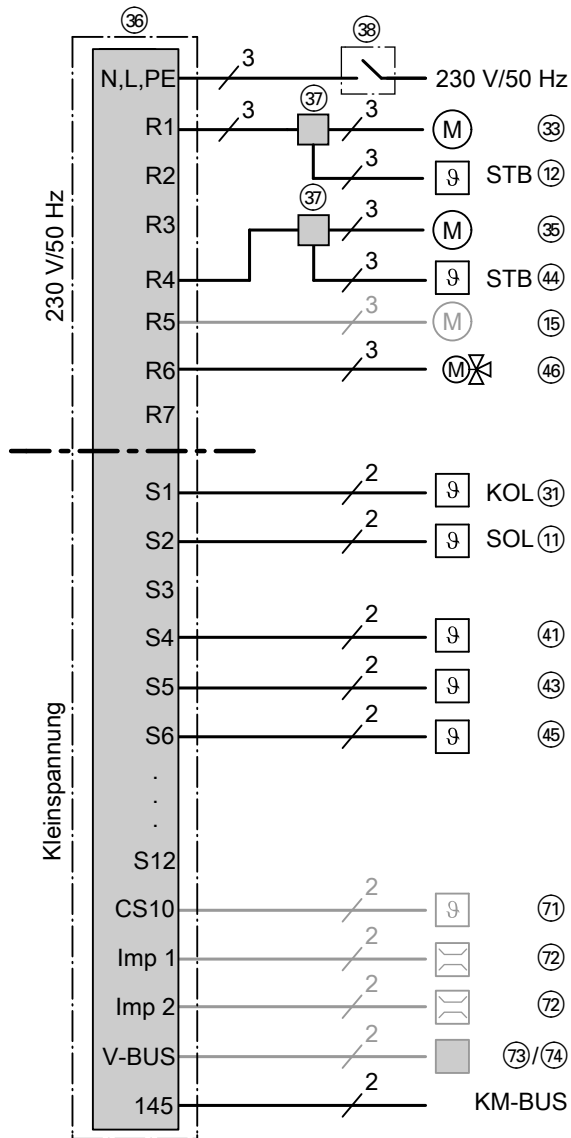 36
38
N,L,PE 3 230 V/50 Hz
37
R1 3 3 M 33
R2 3 ϑ STB 12
37
R3 3 M 35
R4 3 ϑ STB 44
R5 3 M 15
R6 3 M 46
R7
230 V/50 Hz
S1 2 ϑ KOL 31
S2 2 ϑ SOL 11
S3
S4 2 ϑ 41
S5 2 ϑ 43
S6 2 ϑ 45
.
.
.
S12
Kleinspannung
CS10 2 ϑ 71
Imp 1 2 72
Imp 2 2 72
V-BUS 2 73/74
145 2 KM-BUS